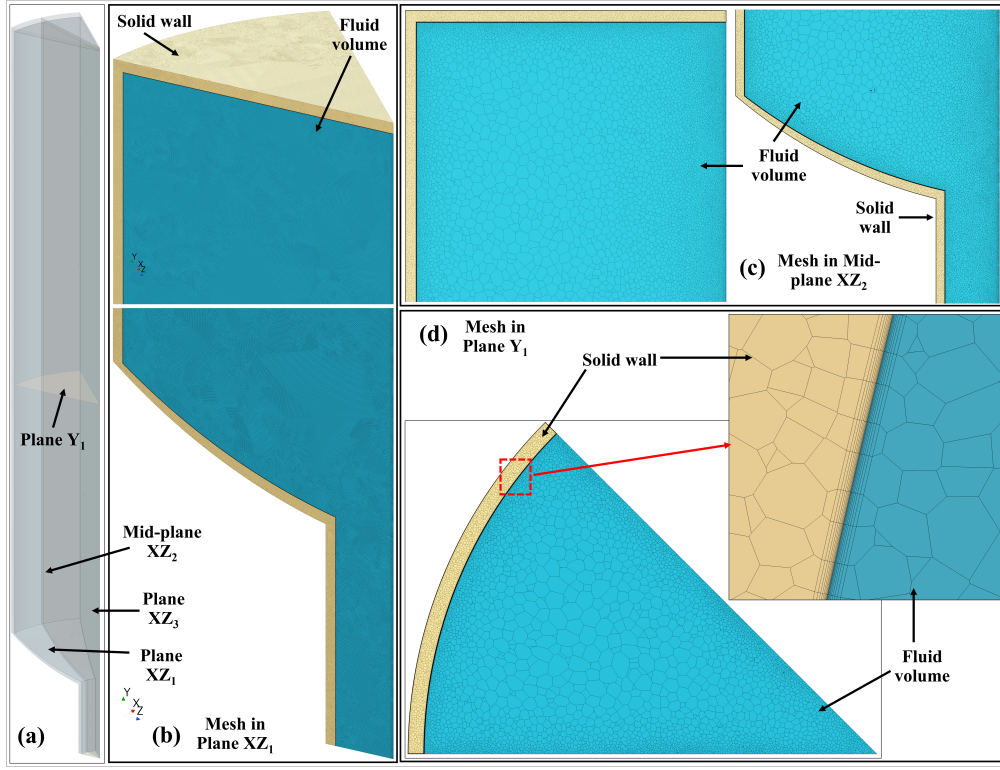 Plane Y1
Mid-plane
XZ2
Plane
XZ3
Plane
XZ1
Y
X
Z
(a)
Solid wall
Fluid
volume
Y
X
Z
(b)
Mesh in
Plane XZ1
Fluid
volume
Solid
wall
(c)
Mesh in Mid-
plane XZ2
(d)
Mesh in
Plane Y1
Solid wall
Fluid
volume